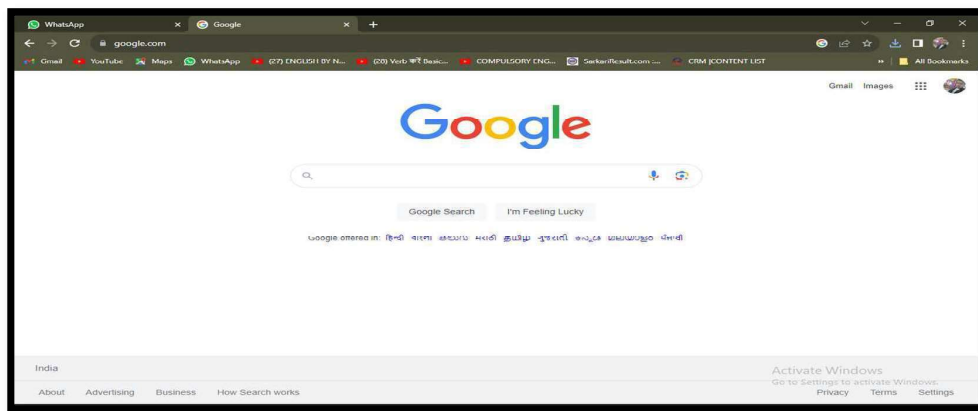 WhatsApp Google
google.com
Gmail YouTube Maps WhatsApp (27) ENGLISH BY N... (20) Verb करें Basic... COMPULSORY ENG... SarkariResult.com :... CRM |CONTENT LIST All Bookmarks
Gmail Images
Google
Google Search I'm Feeling Lucky
Google offered in: हिन्दी বাংলা తెలుగు मराठी தமிழ் ગુજરાતી ಕನ್ನಡ മലയാളം ਪੰਜਾਬੀ
India
Activate Windows
Go to Settings to activate Windows.
About Advertising Business How Search works Privacy Terms Settings